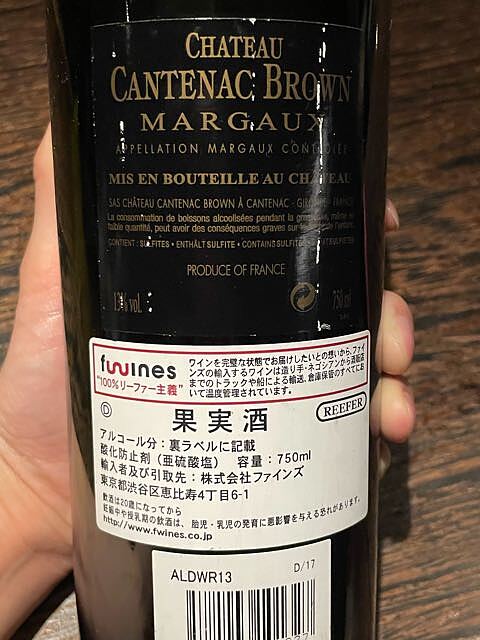 CHATEAU
CANTENAC BROWN
MARGAUX
APPELLATION MARGAUX CONTRÔLÉE
MIS EN BOUTEILLE AU CHÂTEAU
SAS CHÂTEAU CANTENAC BROWN À CANTENAC - GIRONDE - FRANCE
La consommation de boissons alcoolisées pendant la grossesse, même en
faible quantité, peut avoir des conséquences graves sur la santé de l'enfant.
CONTIENT : SULFITES • ENTHÄLT SULFITE • CONTAINS SULFITES
PRODUCE OF FRANCE
% vol.
750 ml
fwines
"100%リーファー主義"
ワインを完璧な状態でお届けしたいとの想いから、ファイ
ンズの輸入するワインは造り手・ネゴシアンから酒販店
までのトラックや船による輸送、倉庫保管のすべてにお
いて温度管理されています。
REEFER
Ⓓ
果実酒
アルコール分：裏ラベルに記載
酸化防止剤（亜硫酸塩） 容量：750ml
輸入者及び引取先：株式会社ファインズ
東京都渋谷区恵比寿4丁目6-1
飲酒は20歳になってから
妊娠中や授乳期の飲酒は、胎児・乳児の発育に悪影響を与える恐れがあります。
http://www.fwines.co.jp
ALDWR13
D/17